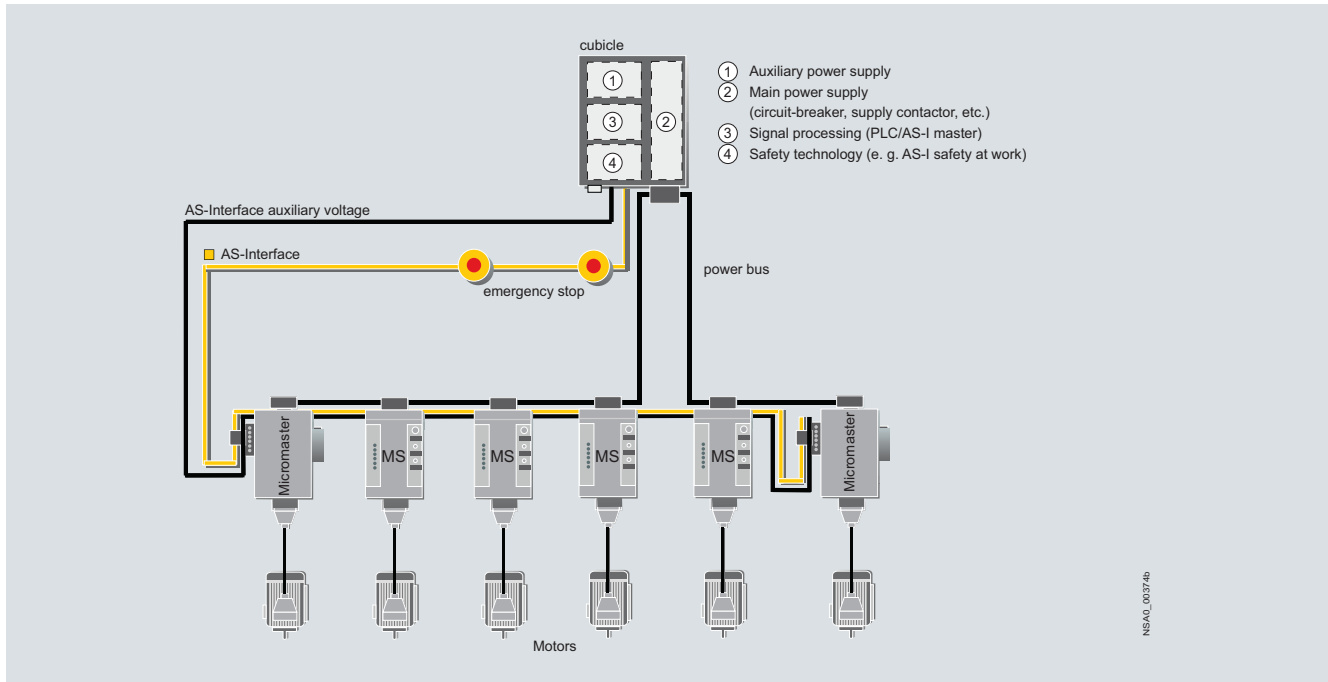 cubicle
1 Auxiliary power supply
2 Main power supply
(circuit-breaker, supply contactor, etc.)
3 Signal processing (PLC/AS-I master)
4 Safety technology (e. g. AS-I safety at work)
1
3
2
4
AS-Interface auxiliary voltage
AS-Interface
emergency stop
power bus
Micromaster
MS
MS
MS
MS
Micromaster
Motors
NSA0_00374b